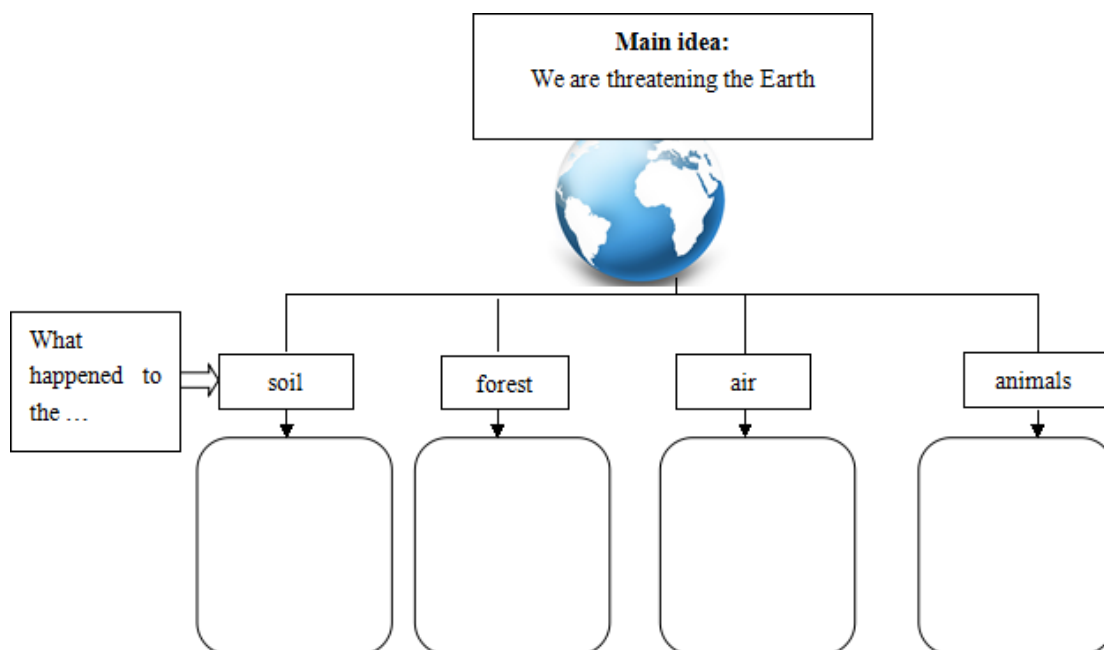 Main idea:
We are threatening the Earth
What
happened to
the …
soil
forest
air
animals